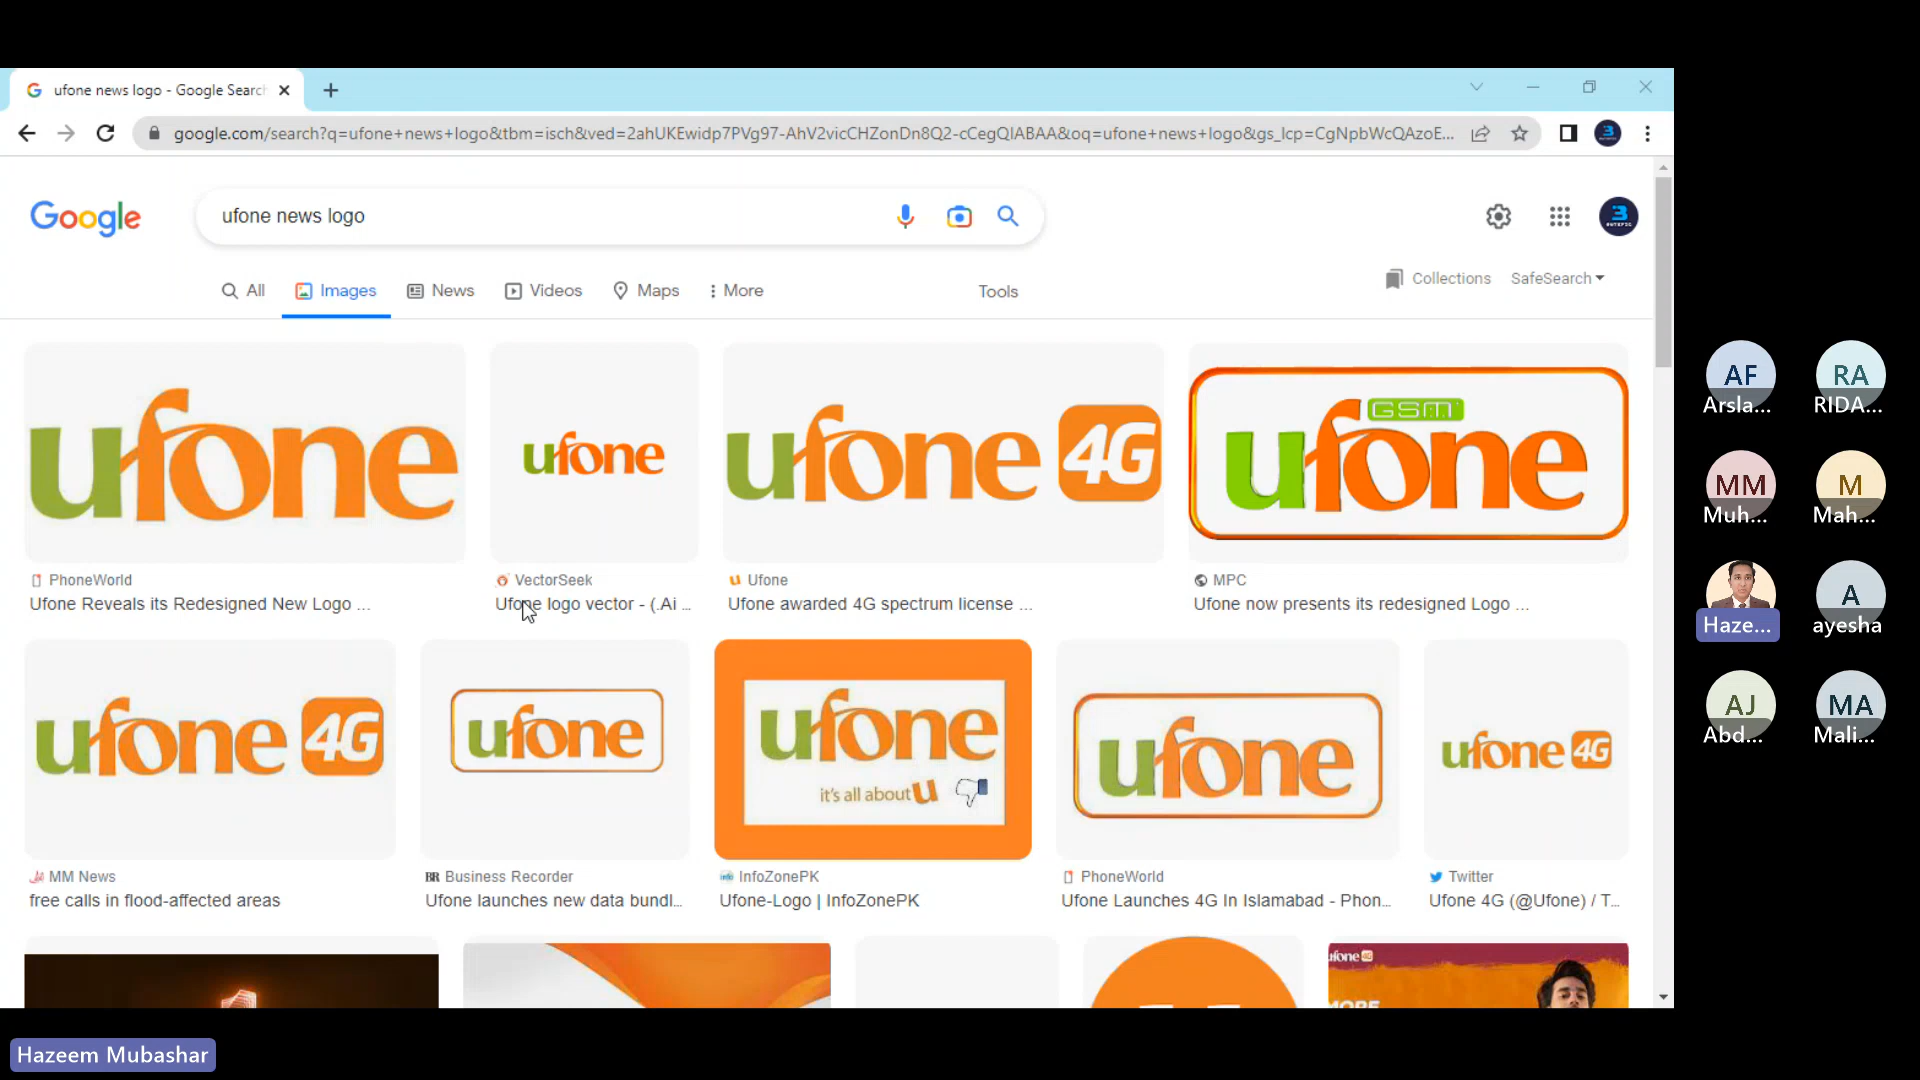 ufone news logo - Google Search
google.com/search?q=ufone+news+logo&tbm=isch&ved=2ahUKEwidp7PVg97-AhV2vicCHZonDn8Q2-cCegQIABAA&oq=ufone+news+logo&gs_lcp=CgNpbWcQAzoE...
Google
ufone news logo
All
Images
News
Videos
Maps
More
Tools
Collections
SafeSearch
ufone
ufone
ufone 4G
GSM
ufone
PhoneWorld
Ufone Reveals its Redesigned New Logo ...
VectorSeek
Ufone logo vector - (.Ai ...
Ufone
Ufone awarded 4G spectrum license ...
MPC
Ufone now presents its redesigned Logo ...
ufone 4G
ufone
ufone
it's all about U
ufone
ufone 4G
MM News
free calls in flood-affected areas
BR Business Recorder
Ufone launches new data bundl...
info InfoZonePK
Ufone-Logo | InfoZonePK
PhoneWorld
Ufone Launches 4G In Islamabad - Phon...
Twitter
Ufone 4G (@Ufone) / T...
ufone 4G
MORE
AF
Arsla...
RA
RIDA...
MM
Muh...
M
Mah...
Haze...
A
ayesha
AJ
Abd...
MA
Mali...
Hazeem Mubashar